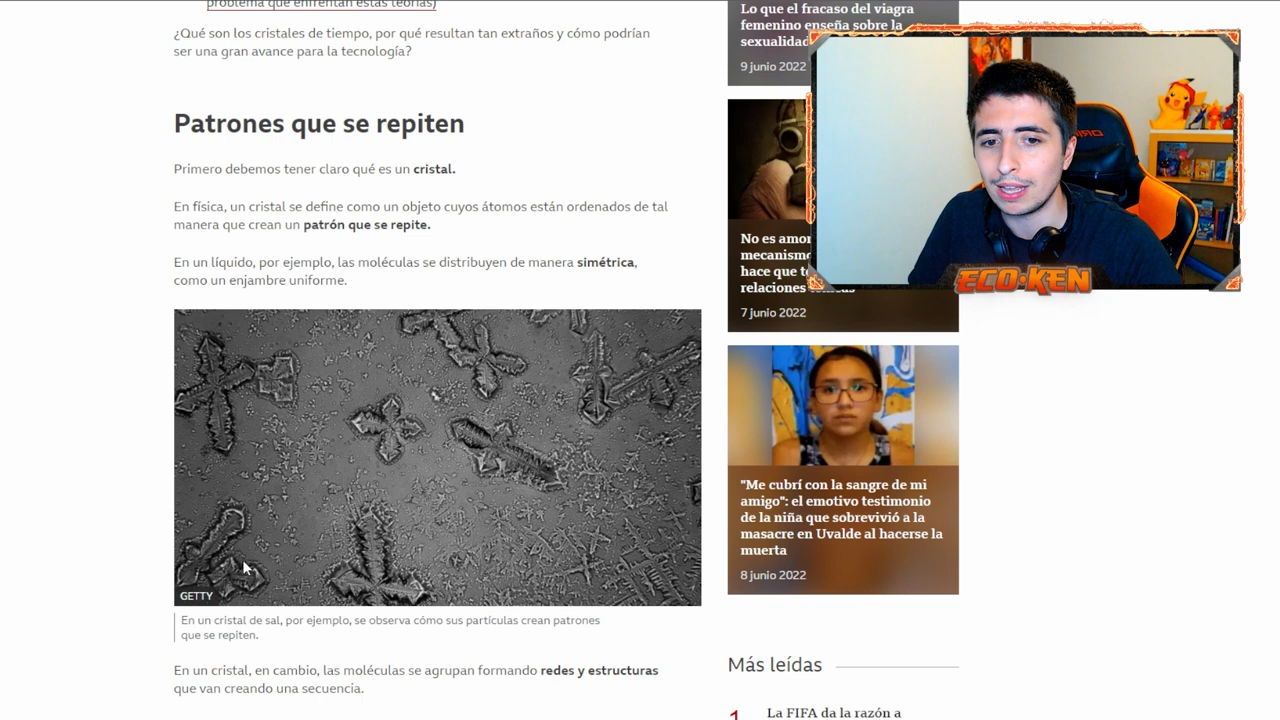 problema que enfrentan estas teorías)
¿Qué son los cristales de tiempo, por qué resultan tan extraños y cómo podrían
ser una gran avance para la tecnología?
Patrones que se repiten
Primero debemos tener claro qué es un cristal.
En física, un cristal se define como un objeto cuyos átomos están ordenados de tal
manera que crean un patrón que se repite.
En un líquido, por ejemplo, las moléculas se distribuyen de manera simétrica,
como un enjambre uniforme.
GETTY
En un cristal de sal, por ejemplo, se observa cómo sus partículas crean patrones
que se repiten.
En un cristal, en cambio, las moléculas se agrupan formando redes y estructuras
que van creando una secuencia.
Lo que el fracaso del viagra
femenino enseña sobre la
sexualidad
9 junio 2022
No es amor
mecanismo
hace que
relaciones
7 junio 2022
"Me cubrí con la sangre de mi
amigo": el emotivo testimonio
de la niña que sobrevivió a la
masacre en Uvalde al hacerse la
muerta
8 junio 2022
Más leídas
1
La FIFA da la razón a
ECO·KEN